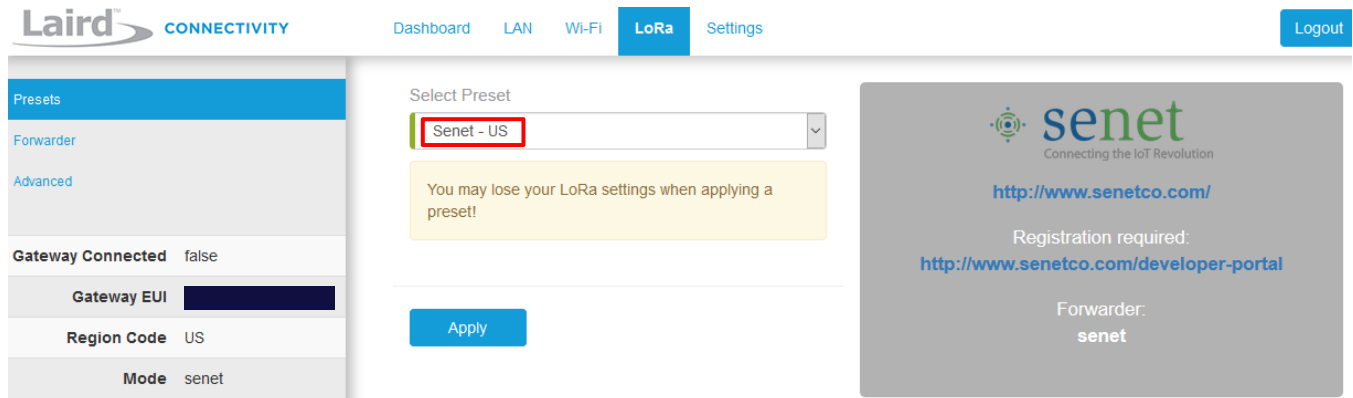 Laird™ CONNECTIVITY
Dashboard LAN Wi-Fi LoRa Settings
Logout
Presets
Forwarder
Advanced
Gateway Connected false
Gateway EUI
Region Code US
Mode senet
Select Preset
Senet - US
You may lose your LoRa settings when applying a
preset!
Apply
senet
Connecting the IoT Revolution
http://www.senetco.com/
Registration required:
http://www.senetco.com/developer-portal
Forwarder:
senet